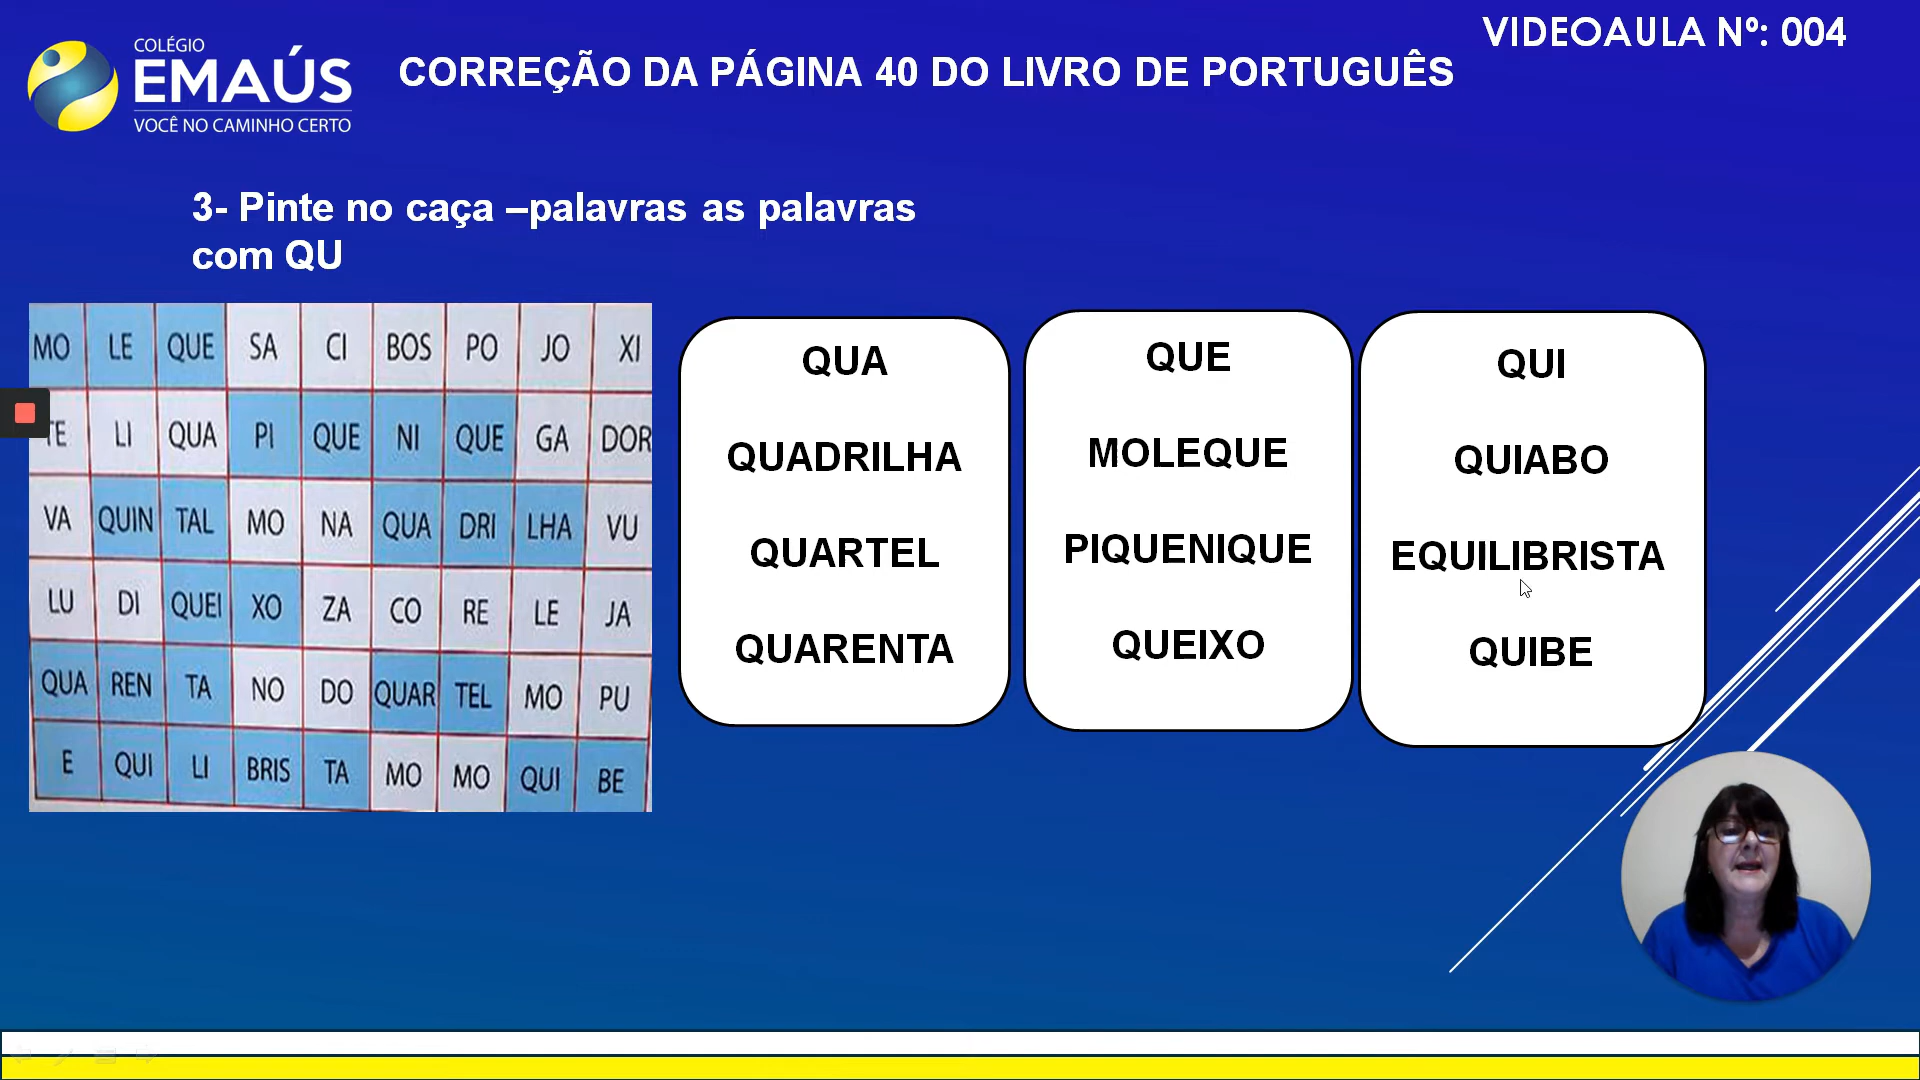 VIDEOAULA Nº: 004
COLÉGIO
EMAÚS
VOCÊ NO CAMINHO CERTO
CORREÇÃO DA PÁGINA 40 DO LIVRO DE PORTUGUÊS
3- Pinte no caça –palavras as palavras
com QU
MO LE QUE SA CI BOS PO JO XI
TE LI QUA PI QUE NI QUE GA DOR
VA QUIN TAL MO NA QUA DRI LHA VU
LU DI QUEI XO ZA CO RE LE JA
QUA REN TA NO DO QUAR TEL MO PU
E QUI LI BRIS TA MO MO QUI BE
QUA
QUADRILHA
QUARTEL
QUARENTA
QUE
MOLEQUE
PIQUENIQUE
QUEIXO
QUI
QUIABO
EQUILIBRISTA
QUIBE